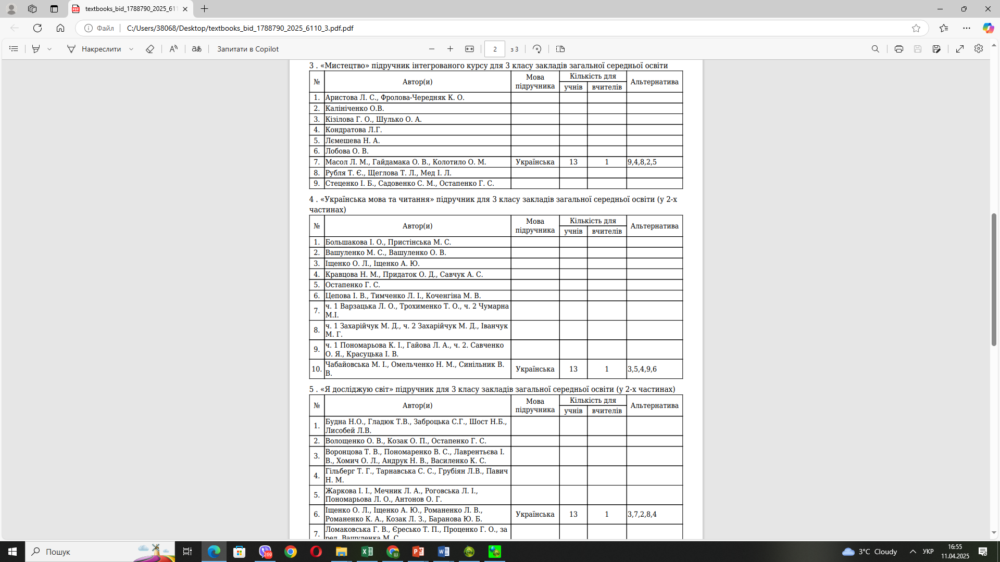 textbooks_bid_1788790_2025_611
Файл
C:/Users/38068/Desktop/textbooks_bid_1788790_2025_6110_3.pdf.pdf
Накреслити
Запитати в Copilot
2 з 3
3 . «Мистецтво» підручник інтегрованого курсу для 3 класу закладів загальної середньої освіти
№ Автор(и) Мова підручника Кількість для учнів вчителів Альтернатива
1. Аристова Л. С., Фролова-Чередняк К. О.
2. Калініченко О.В.
3. Кізілова Г. О., Шулько О. А.
4. Кондратова Л.Г.
5. Лємешева Н. А.
6. Лобова О. В.
7. Масол Л. М., Гайдамака О. В., Колотило О. М. Українська 13 1 9,4,8,2,5
8. Рубля Т. Є., Щеглова Т. Л., Мед І. Л.
9. Стеценко І. Б., Садовенко С. М., Остапенко Г. С.
4 . «Українська мова та читання» підручник для 3 класу закладів загальної середньої освіти (у 2-х
частинах)
№ Автор(и) Мова підручника Кількість для учнів вчителів Альтернатива
1. Большакова І. О., Пристінська М. С.
2. Вашуленко М. С., Вашуленко О. В.
3. Іщенко О. Л., Іщенко А. Ю.
4. Кравцова Н. М., Придаток О. Д., Савчук А. С.
5. Остапенко Г. С.
6. Цепова І. В., Тимченко Л. І., Коченгіна М. В.
7. ч. 1 Варзацька Л. О., Трохименко Т. О., ч. 2 Чумарна
М.І.
8. ч. 1 Захарійчук М. Д., ч. 2 Захарійчук М. Д., Іванчук
М. Г.
9. ч. 1 Пономарьова К. І., Гайова Л. А., ч. 2. Савченко
О. Я., Красуцька І. В.
10. Чабайовська М. І., Омельченко Н. М., Синільник В.
В. Українська 13 1 3,5,4,9,6
5 . «Я досліджую світ» підручник для 3 класу закладів загальної середньої освіти (у 2-х частинах)
№ Автор(и) Мова підручника Кількість для учнів вчителів Альтернатива
1. Будна Н.О., Гладюк Т.В., Заброцька С.Г., Шост Н.Б.,
Лисобей Л.В.
2. Волощенко О. В., Козак О. П., Остапенко Г. С.
3. Воронцова Т. В., Пономаренко В. С., Лаврентьєва І.
В., Хомич О. Л., Андрук Н. В., Василенко К. С.
4. Гільберг Т. Г., Тарнавська С. С., Грубіян Л.В., Павич
Н. М.
5. Жаркова І. І., Мечник Л. А., Роговська Л. І.,
Пономарьова Л. О., Антонов О. Г.
6. Іщенко О. Л., Іщенко А. Ю., Романенко Л. В.,
Романенко К. А., Козак Л. З., Баранова Ю. Б. Українська 13 1 3,7,2,8,4
7. Ломаковська Г. В., Єресько Т. П., Проценко Г. О., за
ред. Вашуленка М. С.
Пошук
269
3°C Cloudy
УКР
16:55
11.04.2025